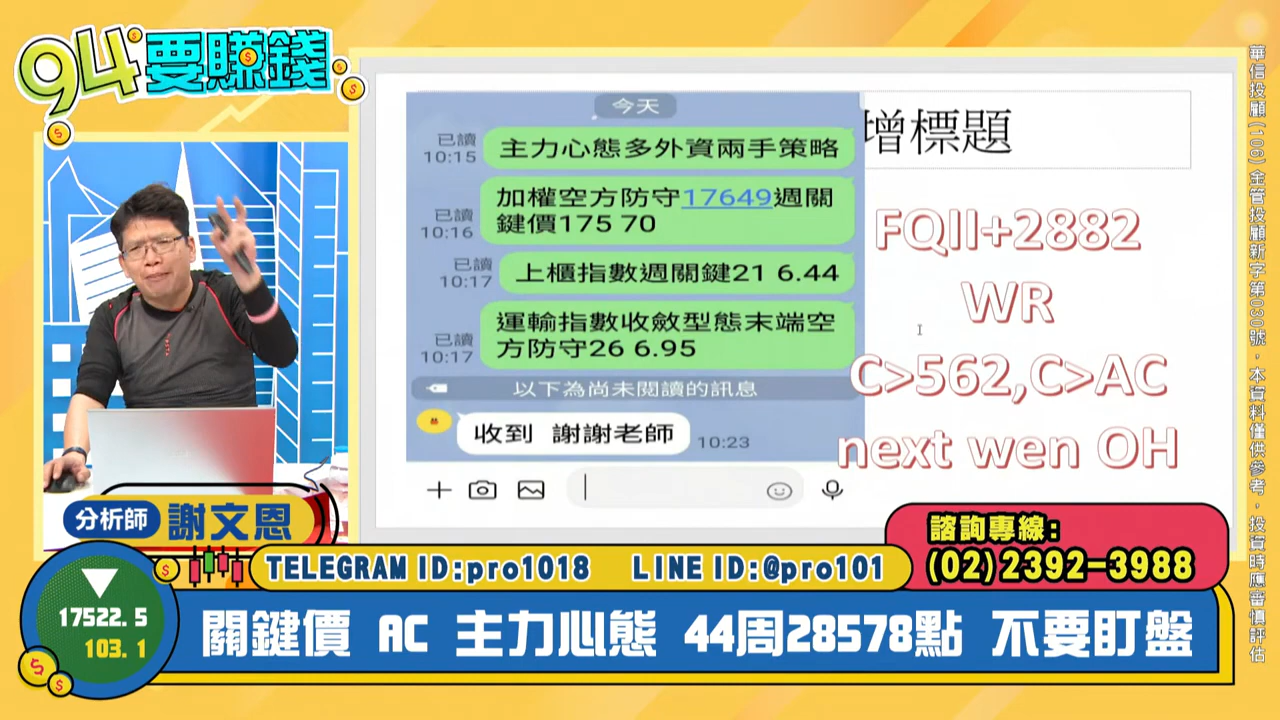 94要賺錢
今天
已讀
10:15
主力心態多外資兩手策略
已讀
10:16
加權空方防守17649週關
鍵價175 70
已讀
10:17
上櫃指數週關鍵21 6.44
已讀
10:17
運輸指數收斂型態末端空
方防守26 6.95
以下為尚未閱讀的訊息
收到 謝謝老師
10:23
增標題
FQII+2882
WR
C>562,C>AC
next wen OH
華信投顧(106)金管投顧新字第030號,本資料僅供參考,投資時應審慎評估
分析師 謝文恩
諮詢專線:
(02)2392-3988
TELEGRAM ID:pro1018 LINE ID:@pro101
17522.5
103.1
關鍵價 AC 主力心態 44周28578點 不要盯盤